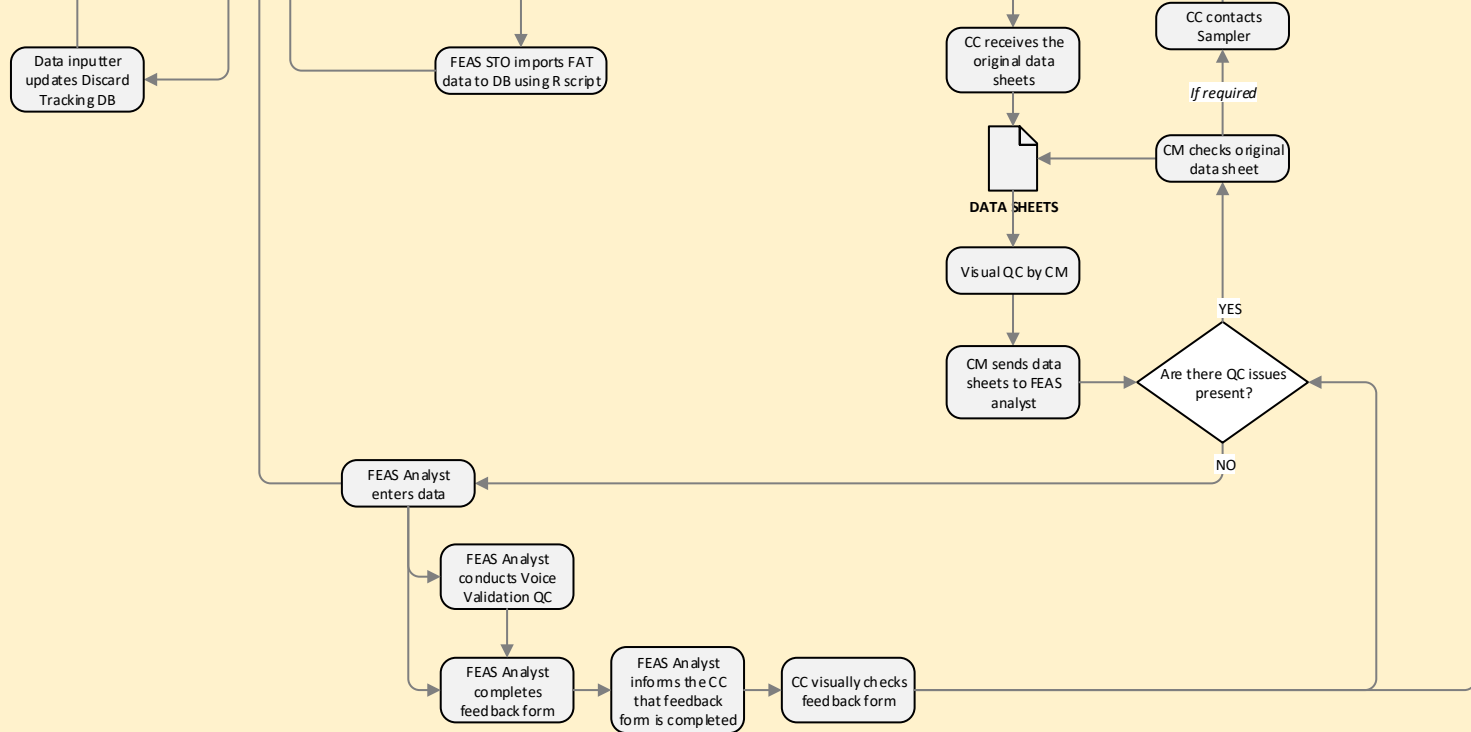 Data inputter
updates Discard
Tracking DB
FEAS STO imports FAT
data to DB using R script
CC receives the
original data
sheets
CC contacts
Sampler
If required
CM checks original
data sheet
DATA SHEETS
Visual QC by CM
YES
CM sends data
sheets to FEAS
analyst
Are there QC issues
present?
NO
FEAS Analyst
enters data
FEAS Analyst
conducts Voice
Validation QC
FEAS Analyst
completes
feedback form
FEAS Analyst
informs the CC
that feedback
form is completed
CC visually checks
feedback form